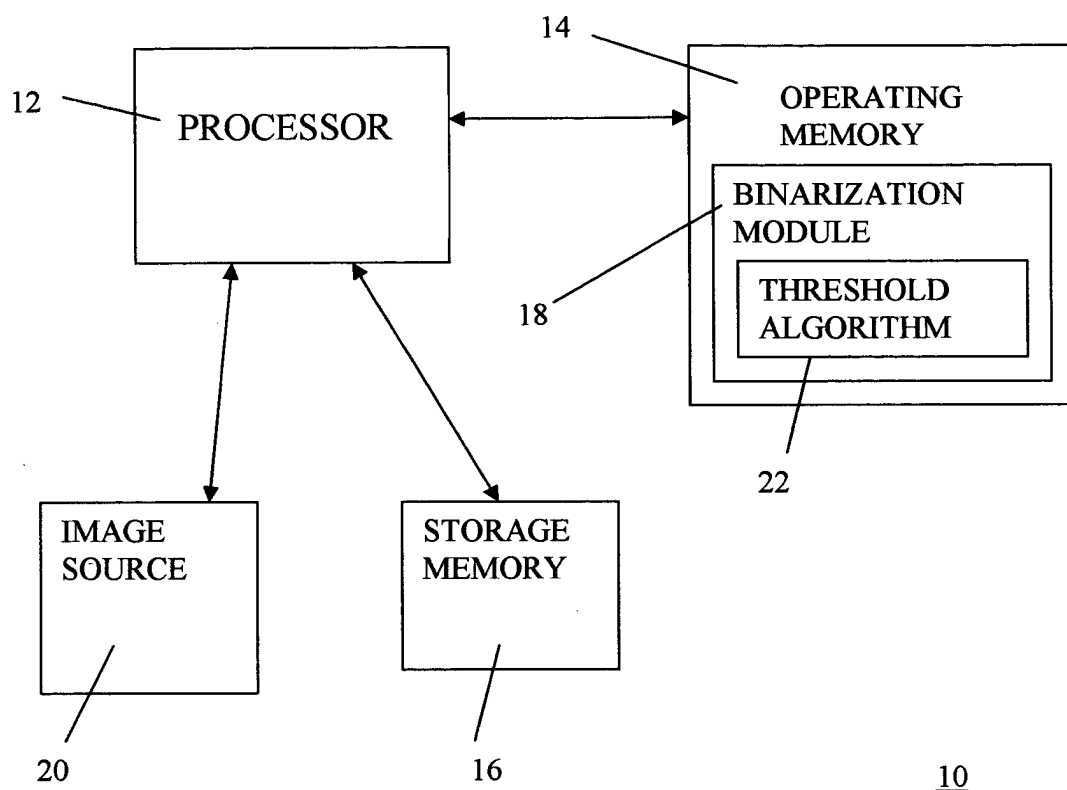 14
12
PROCESSOR
OPERATING
MEMORY
BINARIZATION
MODULE
18
THRESHOLD
ALGORITHM
22
IMAGE
SOURCE
STORAGE
MEMORY
20
16
10